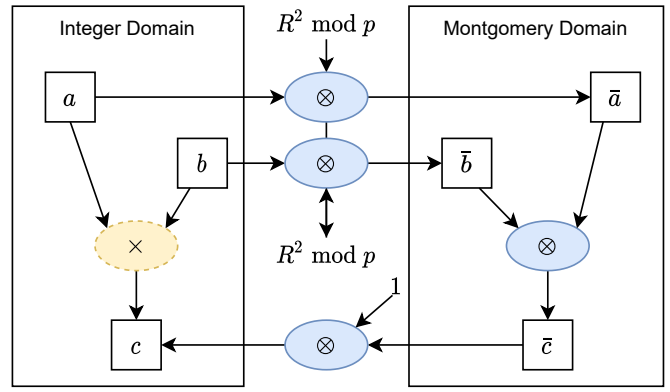 Integer Domain
R² mod p
Montgomery Domain
a
⊗
ā
b
⊗
b̄
×
R² mod p
⊗
1
c
⊗
c̄